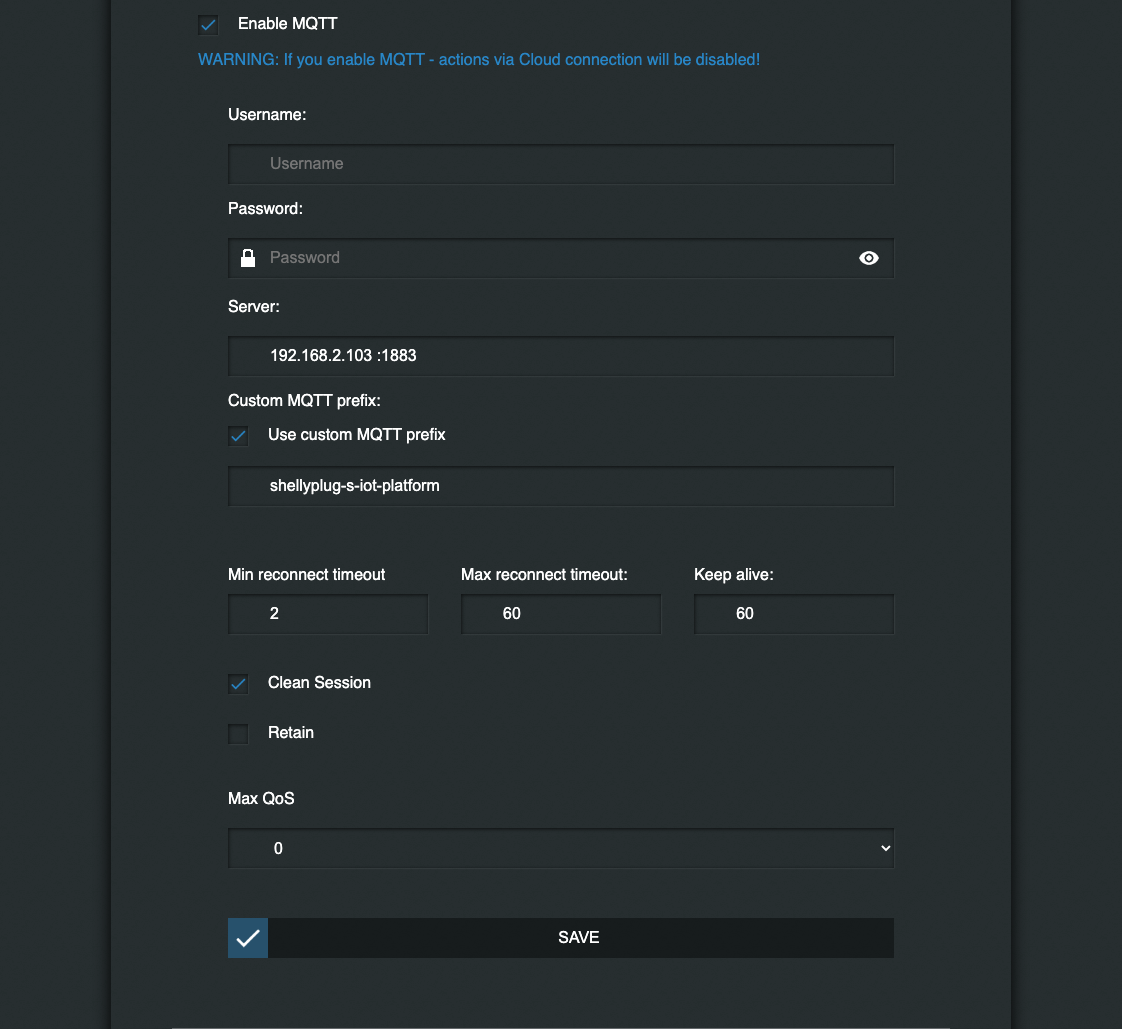 Enable MQTT
WARNING: If you enable MQTT - actions via Cloud connection will be disabled!
Username:
Username
Password:
Password
Server:
192.168.2.103 :1883
Custom MQTT prefix:
Use custom MQTT prefix
shellyplug-s-iot-platform
Min reconnect timeout Max reconnect timeout: Keep alive:
2 60 60
Clean Session
Retain
Max QoS
0
SAVE